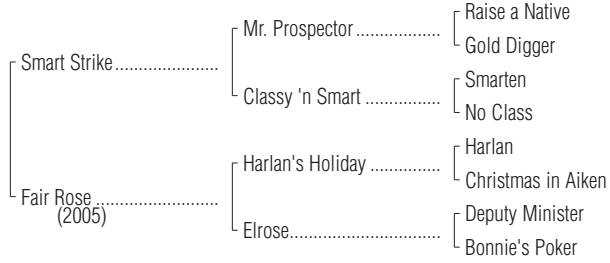 Raise a Native
Mr. Prospector..................
Gold Digger
Smart Strike......................
Smarten
Classy 'n Smart ................
No Class
Harlan
Harlan's Holiday ...............
Christmas in Aiken
Fair Rose ..........................
(2005)
Deputy Minister
Elrose................................
Bonnie's Poker